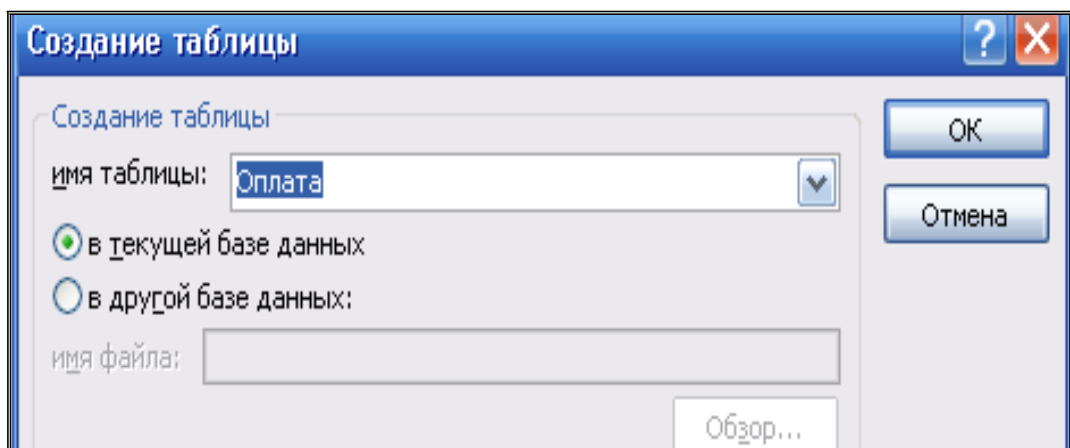 Создание таблицы
Создание таблицы
имя таблицы: Оплата
в текущей базе данных
в другой базе данных:
имя файла:
Обзор...
ОК
Отмена